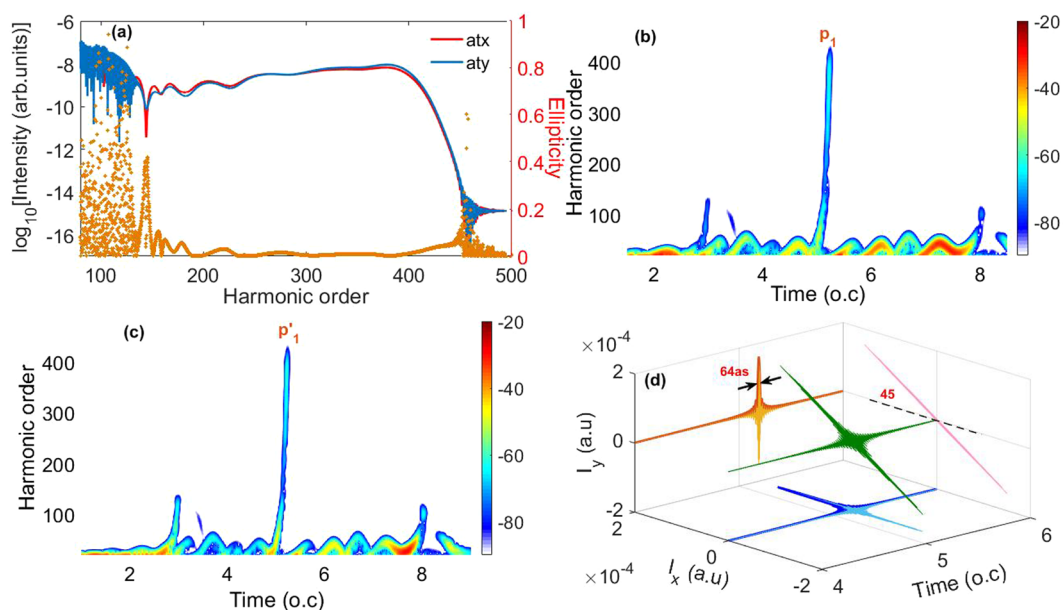 (a)
atx
aty
log10[Intensity (arb.units)]
-6
-8
-10
-12
-14
-16
100 200 300 400 500
Harmonic order
1
0.8
0.6
0.4
0.2
0
Ellipticity
(b)
p1
Harmonic order
400
300
200
100
2 4 6 8
Time (o.c)
-20
-40
-60
-80
(c)
p'1
Harmonic order
400
300
200
100
2 4 6 8
Time (o.c)
-20
-30
-40
-50
-60
-70
-80
(d)
×10-4
2
0
-2
Iy (a.u)
64as
45
2
0
-2
×10-4
Ix (a.u)
4
5
6
Time (o.c)